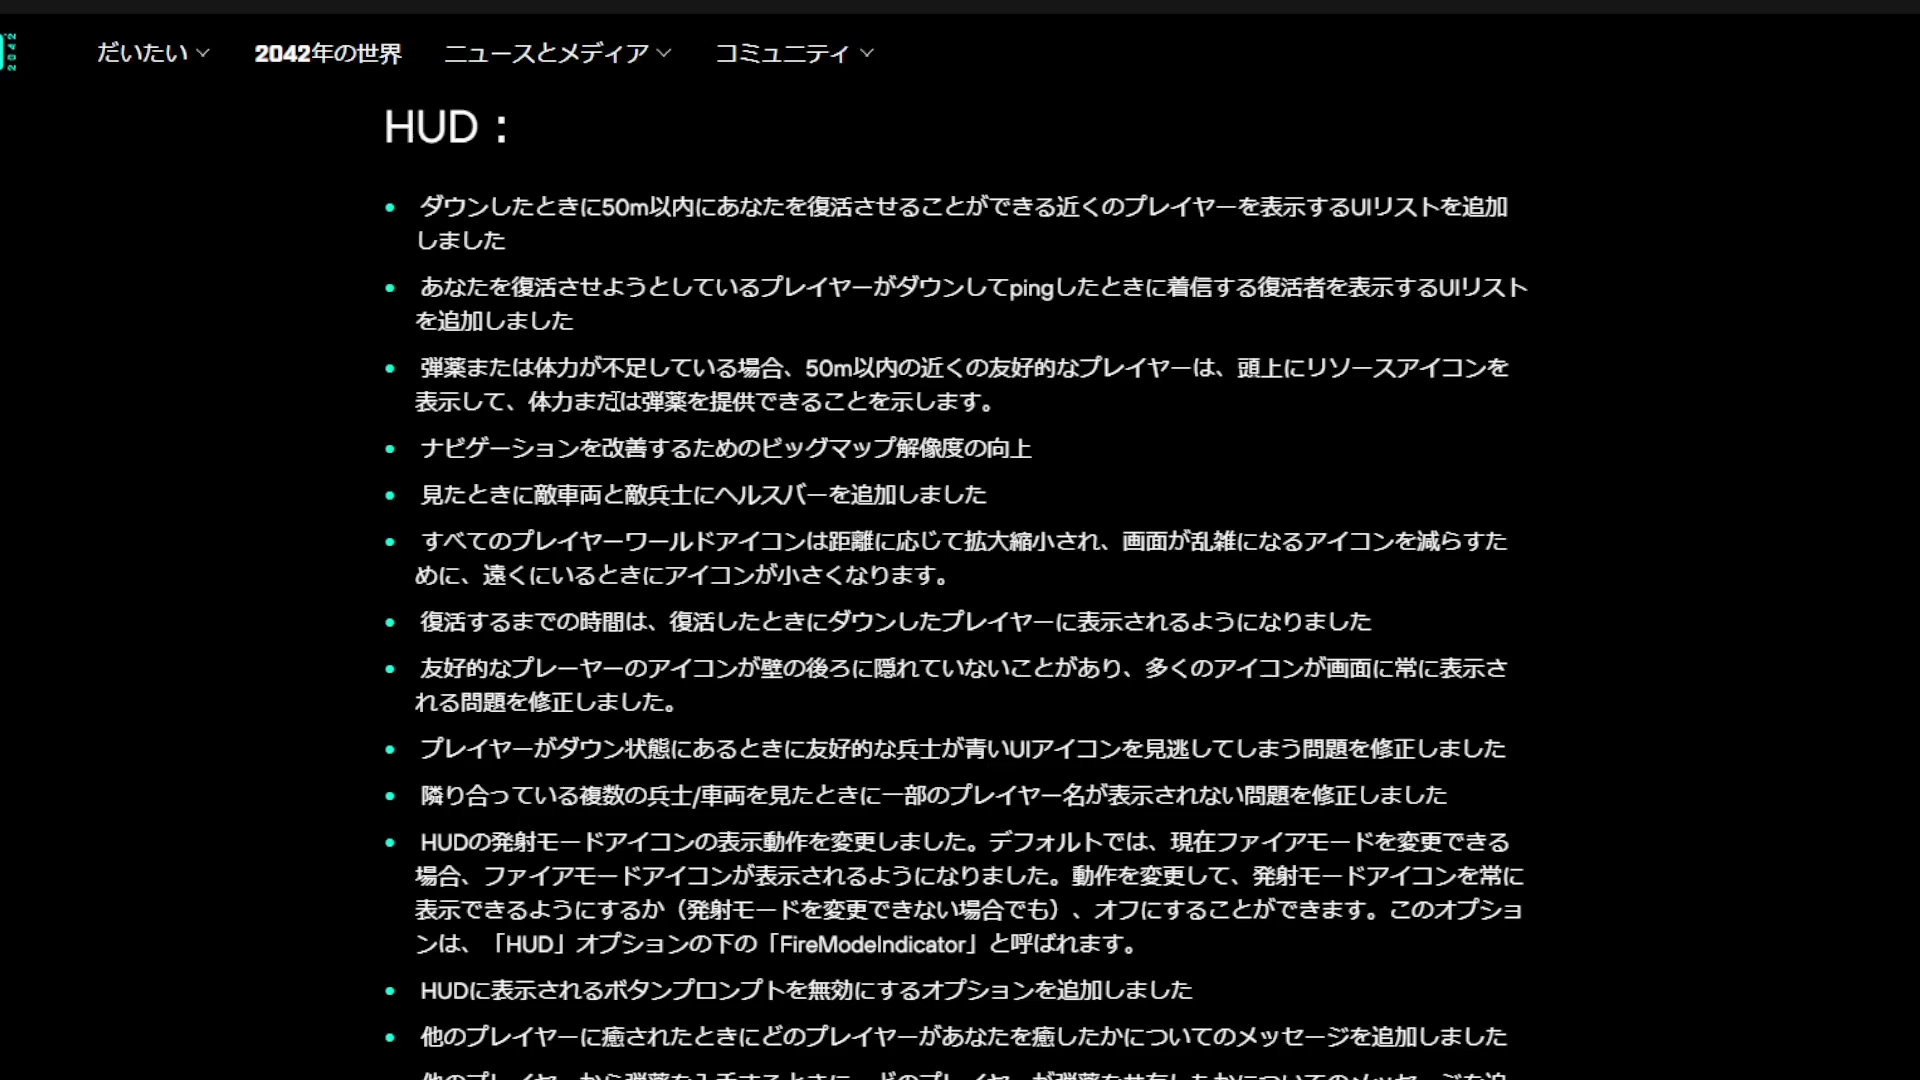 2042
だいたい 2042年の世界 ニュースとメディア コミュニティ
HUD：
ダウンしたときに50m以内にあなたを復活させることができる近くのプレイヤーを表示するUIリストを追加
しました
あなたを復活させようとしているプレイヤーがダウンしてpingしたときに着信する復活者を表示するUIリスト
を追加しました
弾薬または体力が不足している場合、50m以内の近くの友好的なプレイヤーは、頭上にリソースアイコンを
表示して、体力または弾薬を提供できることを示します。
ナビゲーションを改善するためのビッグマップ解像度の向上
見たときに敵車両と敵兵士にヘルスバーを追加しました
すべてのプレイヤーワールドアイコンは距離に応じて拡大縮小され、画面が乱雑になるアイコンを減らすた
めに、遠くにいるときにアイコンが小さくなります。
復活するまでの時間は、復活したときにダウンしたプレイヤーに表示されるようになりました
友好的なプレーヤーのアイコンが壁の後ろに隠れていないことがあり、多くのアイコンが画面に常に表示さ
れる問題を修正しました。
プレイヤーがダウン状態にあるときに友好的な兵士が青いUIアイコンを見逃してしまう問題を修正しました
隣り合っている複数の兵士/車両を見たときに一部のプレイヤー名が表示されない問題を修正しました
HUDの発射モードアイコンの表示動作を変更しました。デフォルトでは、現在ファイアモードを変更できる
場合、ファイアモードアイコンが表示されるようになりました。動作を変更して、発射モードアイコンを常に
表示できるようにするか（発射モードを変更できない場合でも）、オフにすることができます。このオプショ
ンは、「HUD」オプションの下の「FireModeIndicator」と呼ばれます。
HUDに表示されるボタンプロンプトを無効にするオプションを追加しました
他のプレイヤーに癒されたときにどのプレイヤーがあなたを癒したかについてのメッセージを追加しました